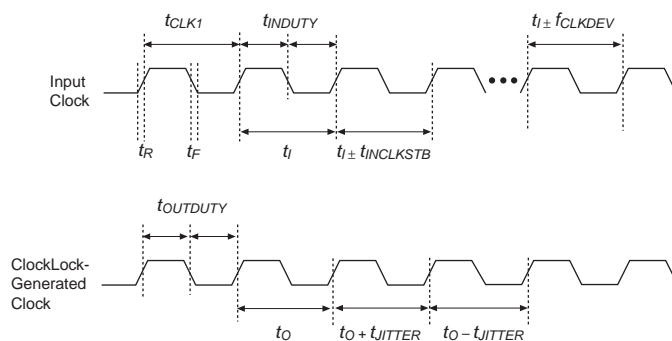 tCLK1 tINDUTY tI ± fCLKDEV
Input
Clock
tR tF tI tI ± tINCLKSTB
tOUTDUTY
ClockLock-
Generated
Clock
tO tO + tJITTER tO – tJITTER